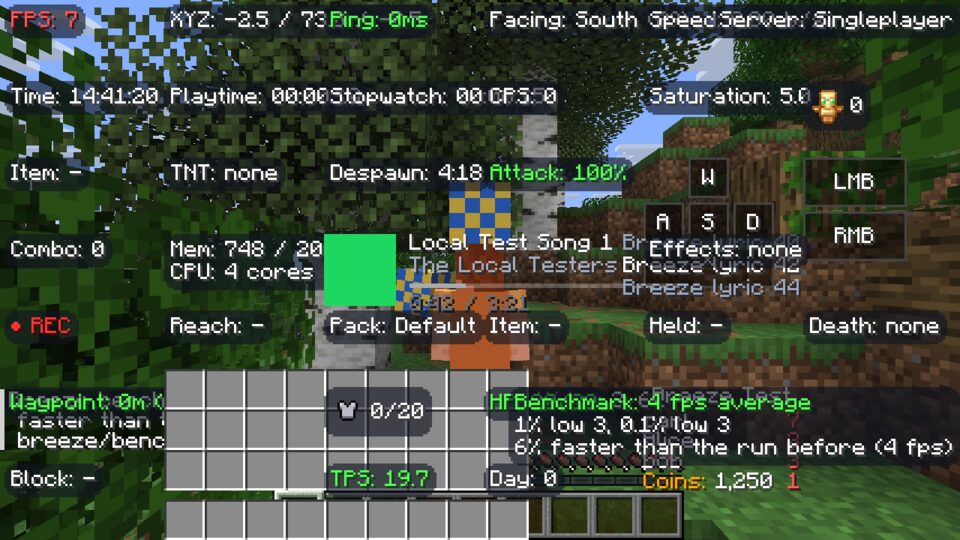 FPS: 7
XYZ: -2.5 / 73
Ping: 0ms
Facing: South
Speed
Server: Singleplayer
Time: 14:41:20
Playtime: 00:00
Stopwatch: 00
CPS: 0
Saturation: 5.0
0
Item: -
TNT: none
Despawn: 4:18
Attack: 100%
W
LMB
A S D
RMB
Combo: 0
Mem: 748 / 20
CPU: 4 cores
Local Test Song 1
The Local Testers
0:42 / 3:21
Effects: none
Breeze lyric 42
Breeze lyric 44
● REC
Reach: -
Pack: Default
Item: -
Held: -
Death: none
Waypoint: 0m
faster than
breeze/benc
0/20
Breeze Test
Benchmark: 4 fps average
1% low 3, 0.1% low 3
6% faster than the run before (4 fps)
Block: -
TPS: 19.7
Day: 0
Coins: 1,250
1